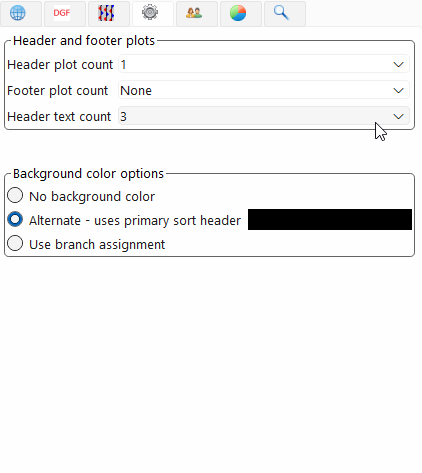 DGF
Header and footer plots
Header plot count 1
Footer plot count None
Header text count 3
Background color options
No background color
Alternate - uses primary sort header
Use branch assignment